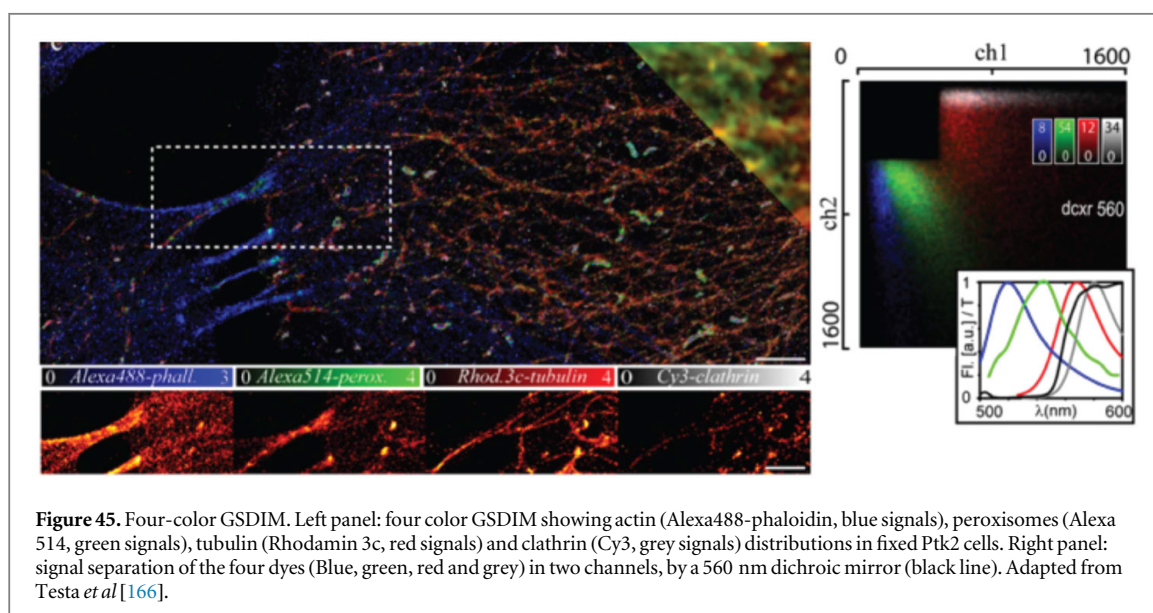 c
0 ch1 1600
8 54 12 34
0 0 0 0
dcxr 560
ch2
1600
1
Fl. [a.u.] / T
0
500 λ(nm) 600
0 Alexa488-phall. 3 0 Alexa514-perox. 4 0 Rhod.3c-tubulin 4 0 Cy3-clathrin 4
Figure 45. Four-color GSDIM. Left panel: four color GSDIM showing actin (Alexa488-phaloidin, blue signals), peroxisomes (Alexa
514, green signals), tubulin (Rhodamin 3c, red signals) and clathrin (Cy3, grey signals) distributions in fixed Ptk2 cells. Right panel:
signal separation of the four dyes (Blue, green, red and grey) in two channels, by a 560 nm dichroic mirror (black line). Adapted from
Testa et al [166].